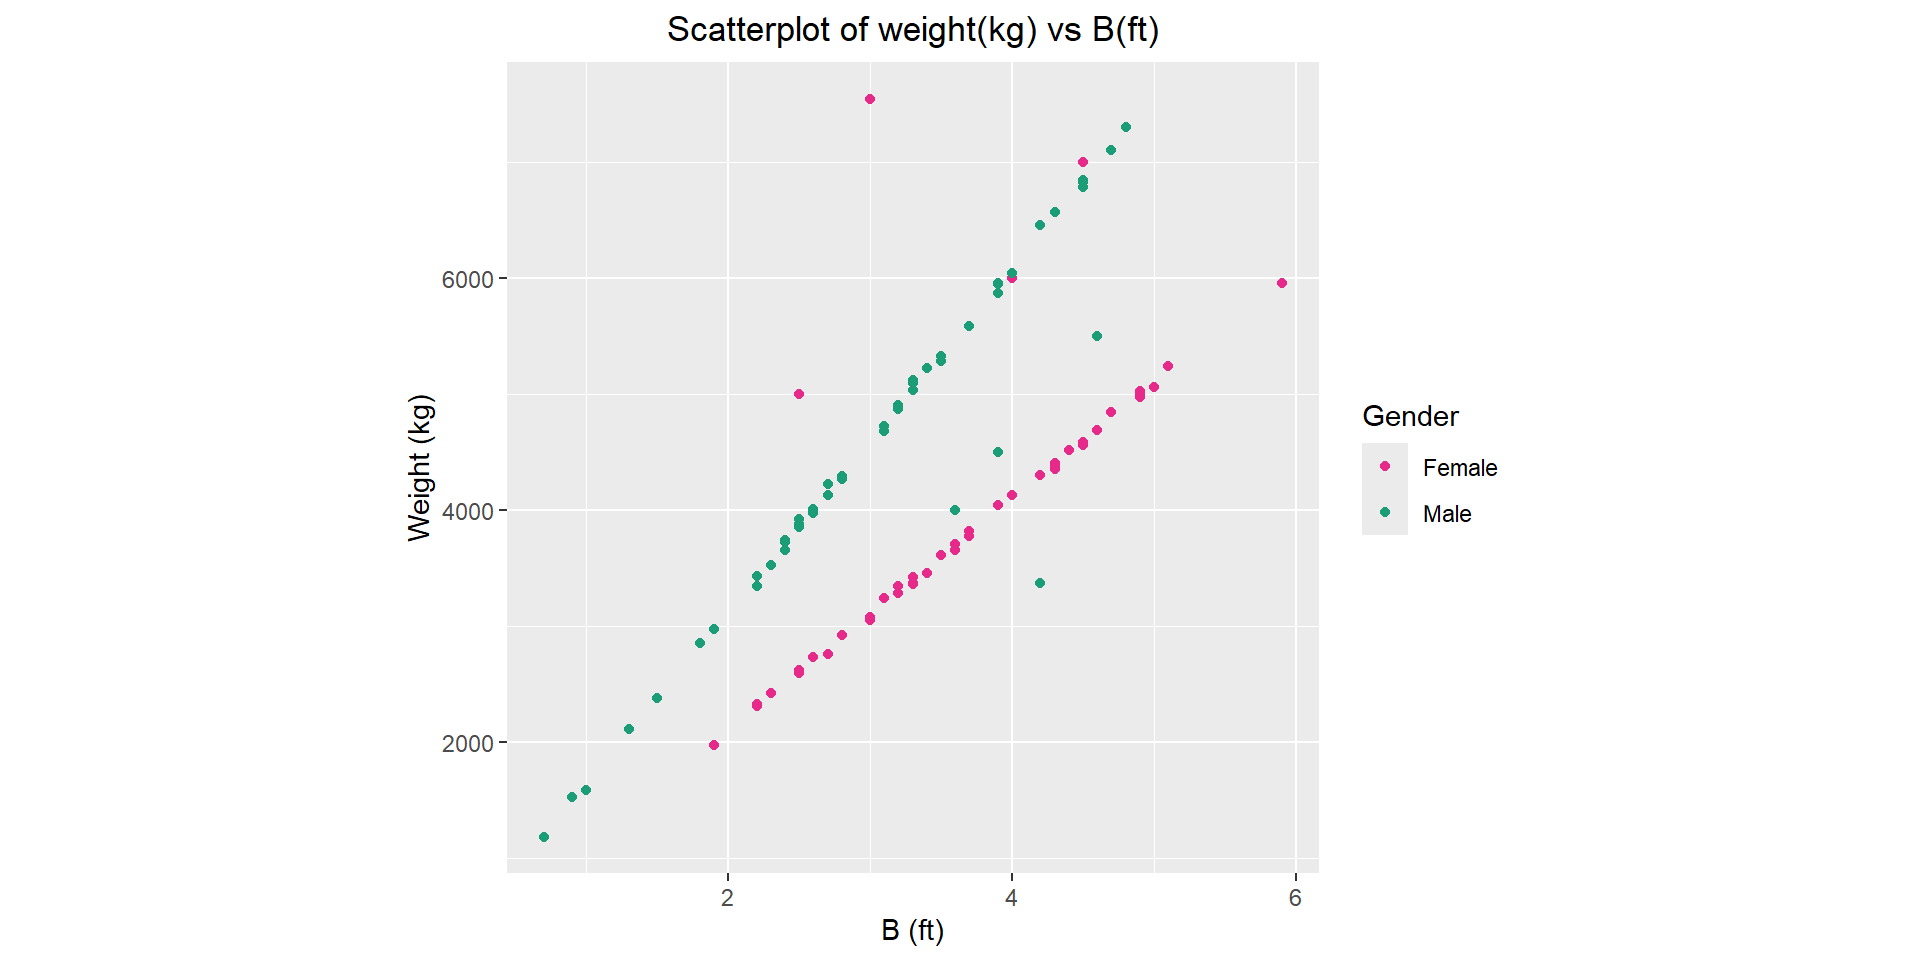 Scatterplot of weight(kg) vs B(ft)
6000
4000
2000
Weight (kg)
2 4 6
B (ft)
Gender
Female
Male